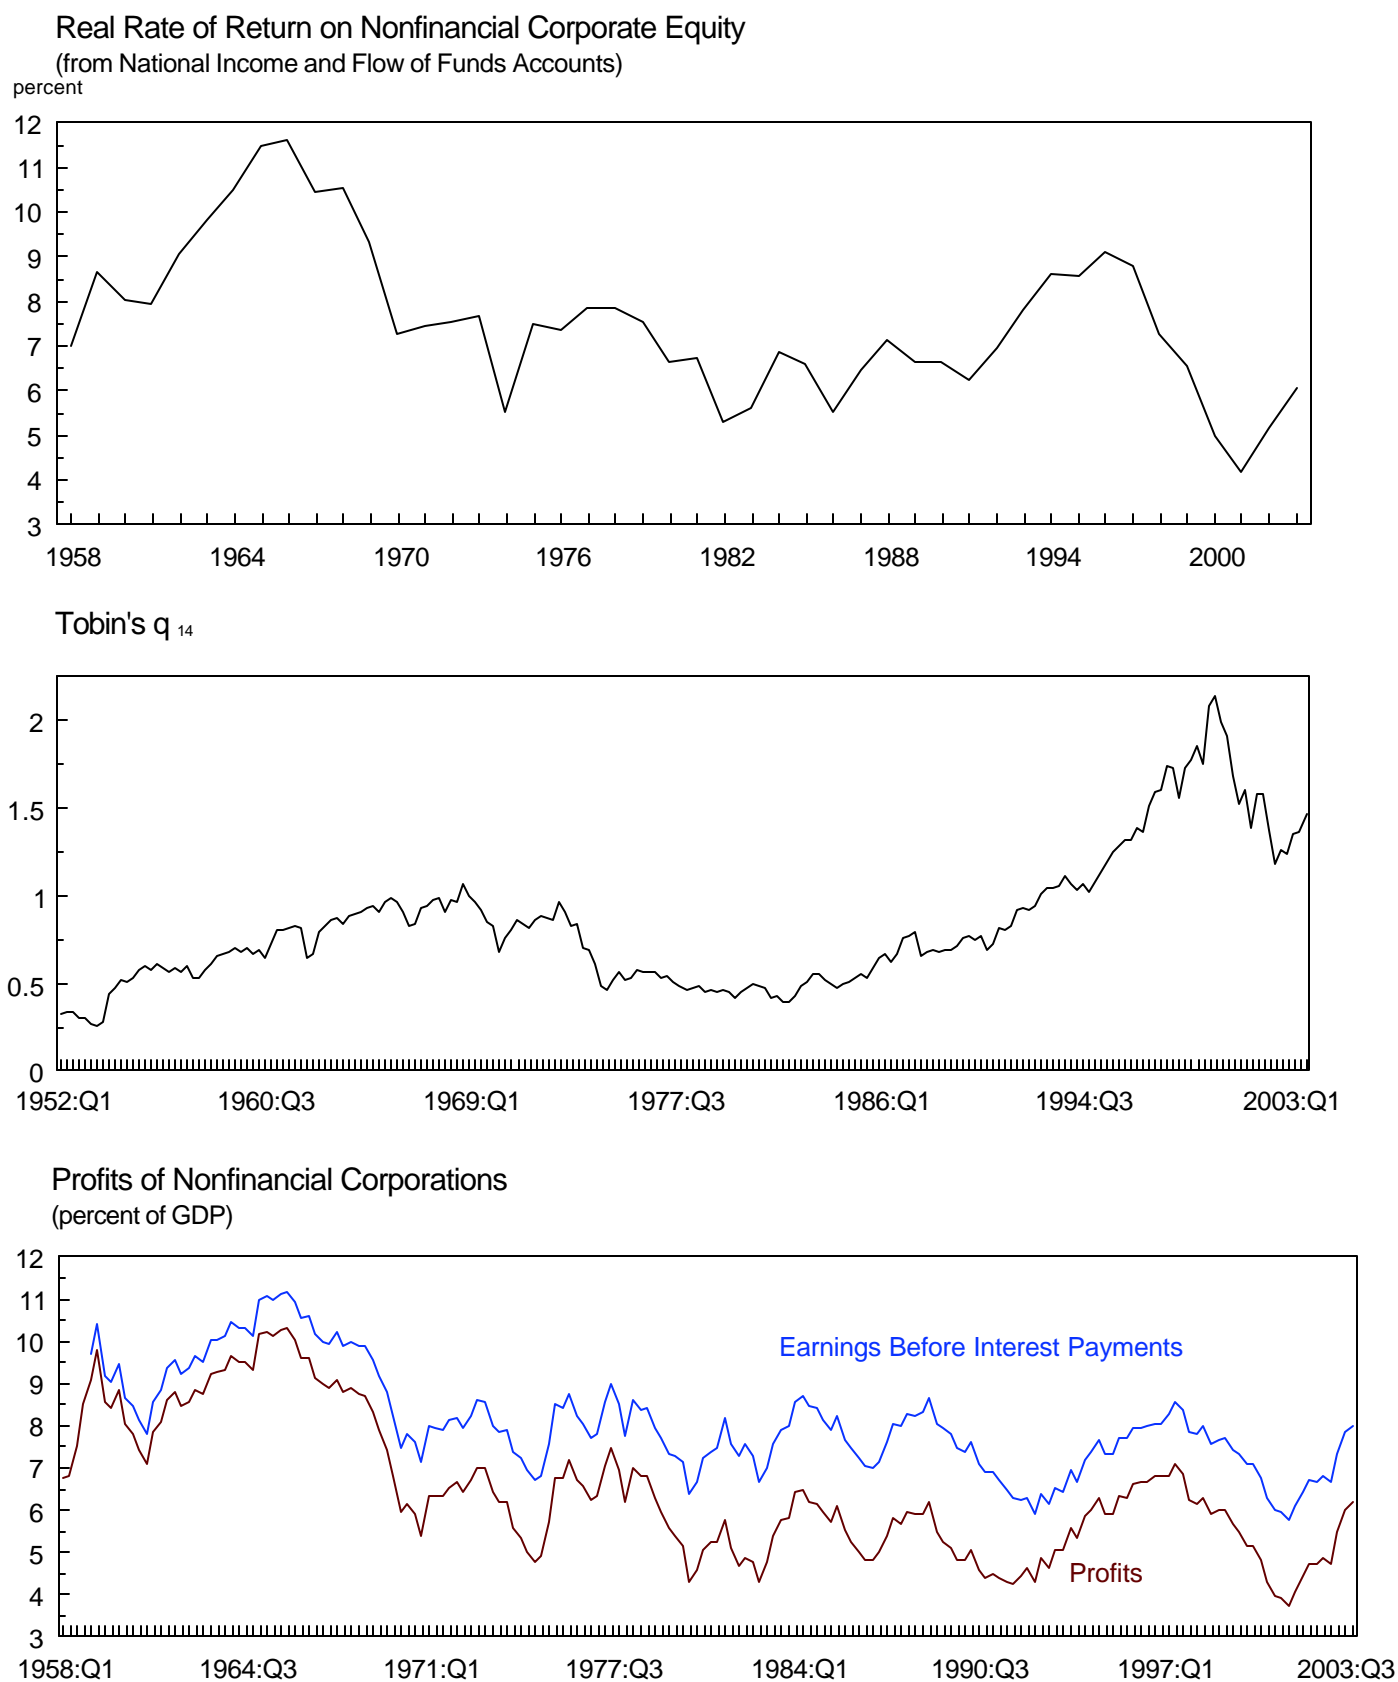 Real Rate of Return on Nonfinancial Corporate Equity
(from National Income and Flow of Funds Accounts)
percent
12
11
10
9
8
7
6
5
4
3
1958 1964 1970 1976 1982 1988 1994 2000
Tobin's q 14
2
1.5
1
0.5
0
1952:Q1 1960:Q3 1969:Q1 1977:Q3 1986:Q1 1994:Q3 2003:Q1
Profits of Nonfinancial Corporations
(percent of GDP)
12
11
10
Earnings Before Interest Payments
9
8
7
6
5
Profits
4
3
1958:Q1 1964:Q3 1971:Q1 1977:Q3 1984:Q1 1990:Q3 1997:Q1 2003:Q3